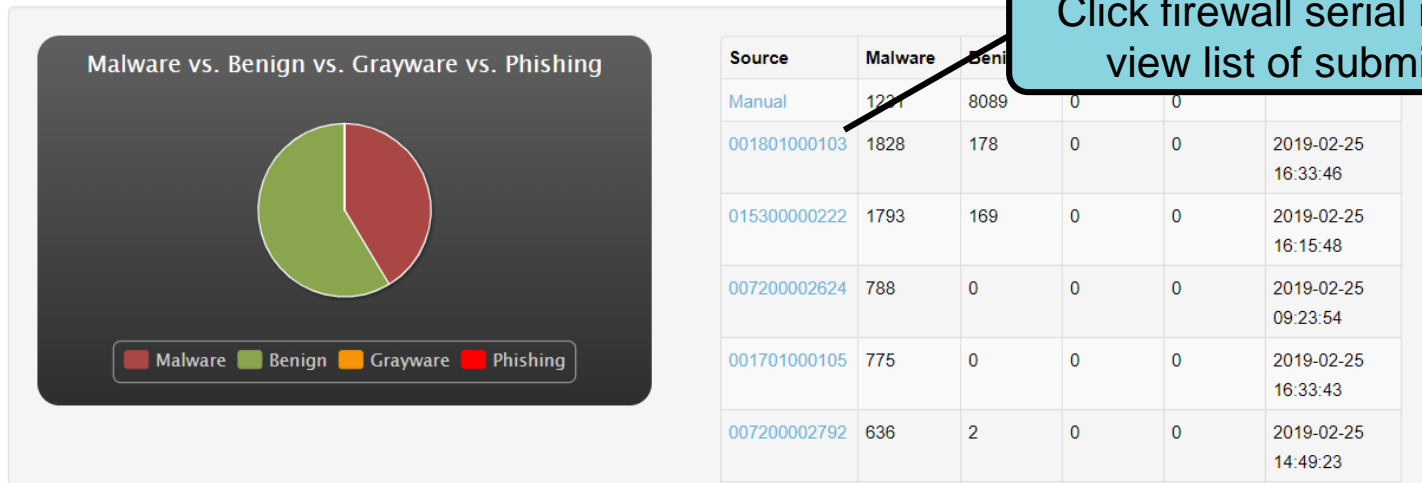 Click firewall serial
view list of submi
Malware vs. Benign vs. Grayware vs. Phishing
Malware Benign Grayware Phishing
Source Malware Beni
Manual 8089 0 0
001801000103 1828 178 0 0 2019-02-25
16:33:46
015300000222 1793 169 0 0 2019-02-25
16:15:48
007200002624 788 0 0 0 2019-02-25
09:23:54
001701000105 775 0 0 0 2019-02-25
16:33:43
007200002792 636 2 0 0 2019-02-25
14:49:23